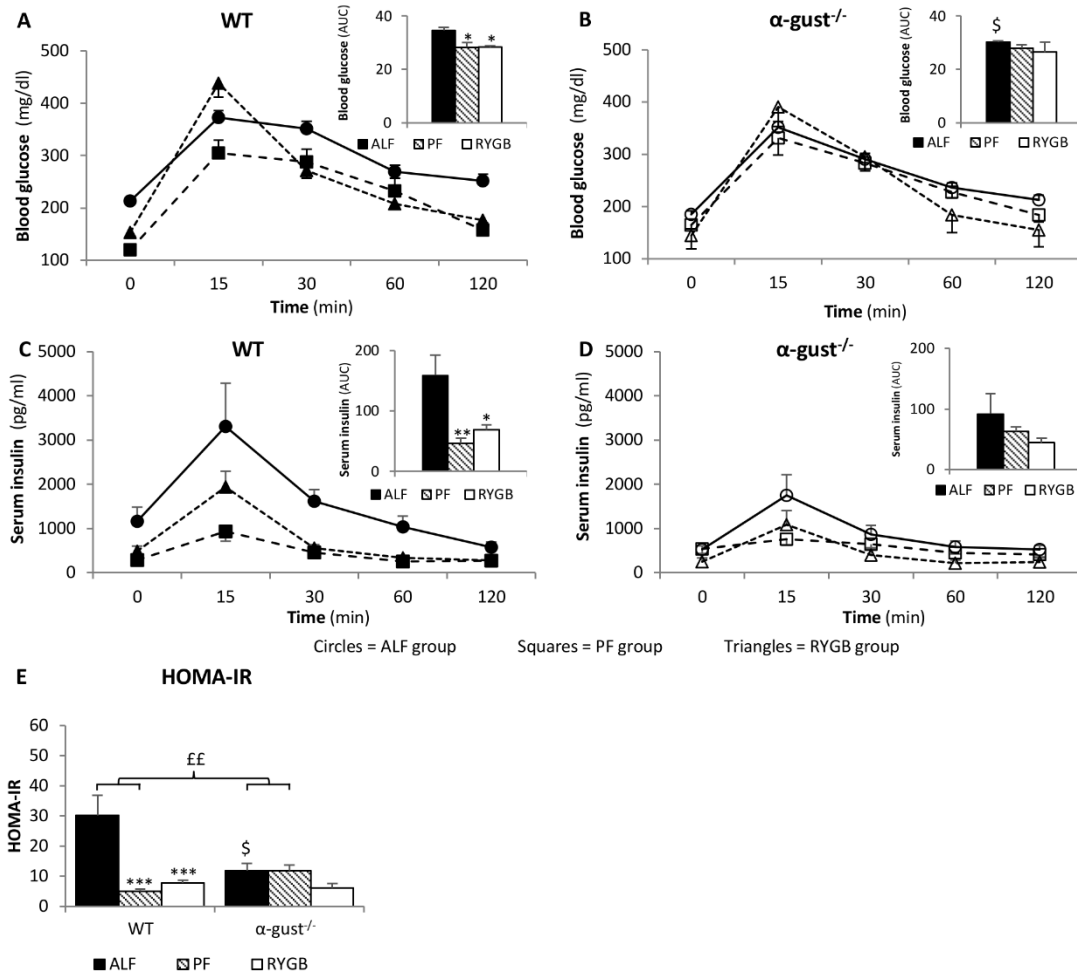 A
WT
Blood glucose (mg/dl)
500
400
300
200
100
0 15 30 60 120
Time (min)
Blood glucose (AUC)
40
20
0
* *
ALF PF RYGB
B
α-gust-/-
Blood glucose (mg/dl)
500
400
300
200
100
0 15 30 60 120
Time (min)
Blood glucose (AUC)
40
20
0
$
ALF PF RYGB
C
WT
Serum insulin (pg/ml)
5000
4000
3000
2000
1000
0
0 15 30 60 120
Time (min)
Serum insulin (AUC)
200
100
0
** *
ALF PF RYGB
D
α-gust-/-
Serum insulin (pg/ml)
5000
4000
3000
2000
1000
0
0 15 30 60 120
Time (min)
Serum insulin (AUC)
200
100
0
ALF PF RYGB
Circles = ALF group Squares = PF group Triangles = RYGB group
E
HOMA-IR
HOMA-IR
60
50
40
30
20
10
0
££
*** *** $
WT α-gust-/-
ALF PF RYGB